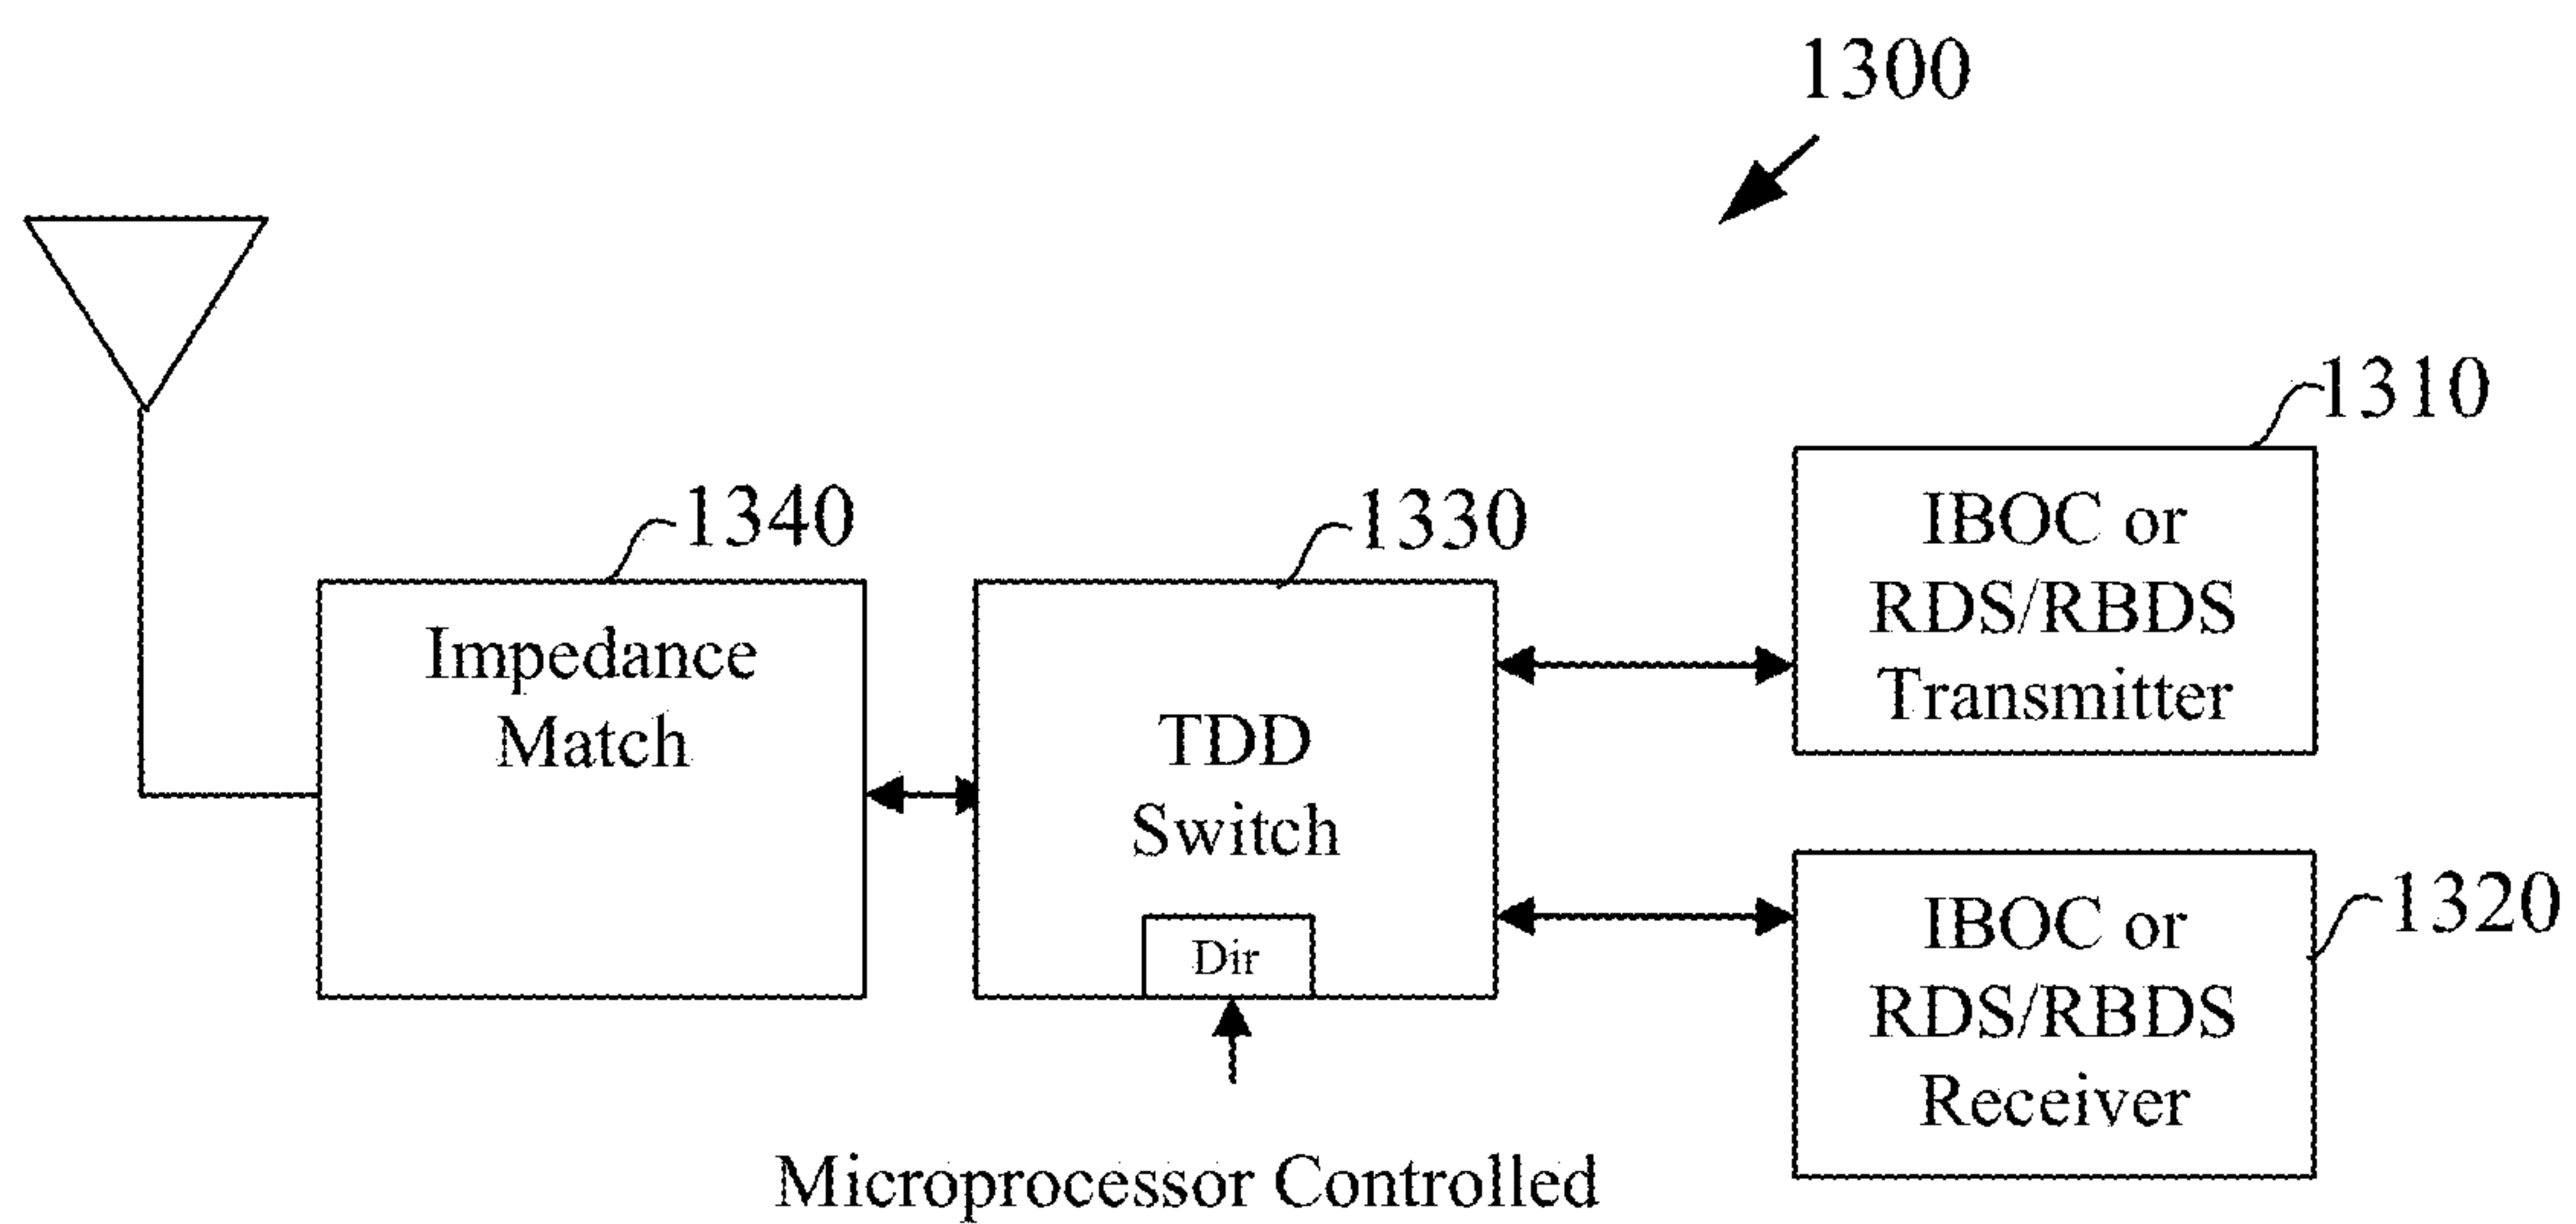 1300
1310
IBOC or
RDS/RBDS
Transmitter
1340
1330
Impedance
Match
TDD
Switch
Dir
1320
IBOC or
RDS/RBDS
Receiver
Microprocessor Controlled